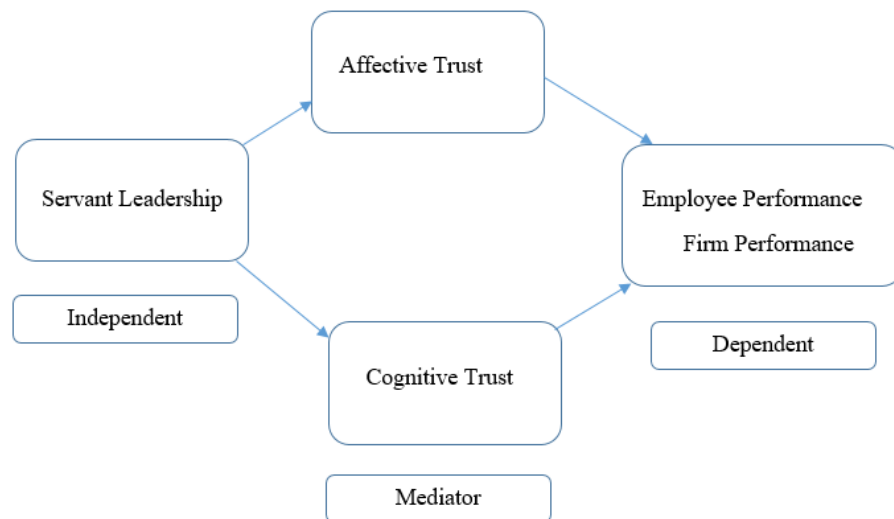 Affective Trust
Servant Leadership
Employee Performance
Firm Performance
Independent
Dependent
Cognitive Trust
Mediator